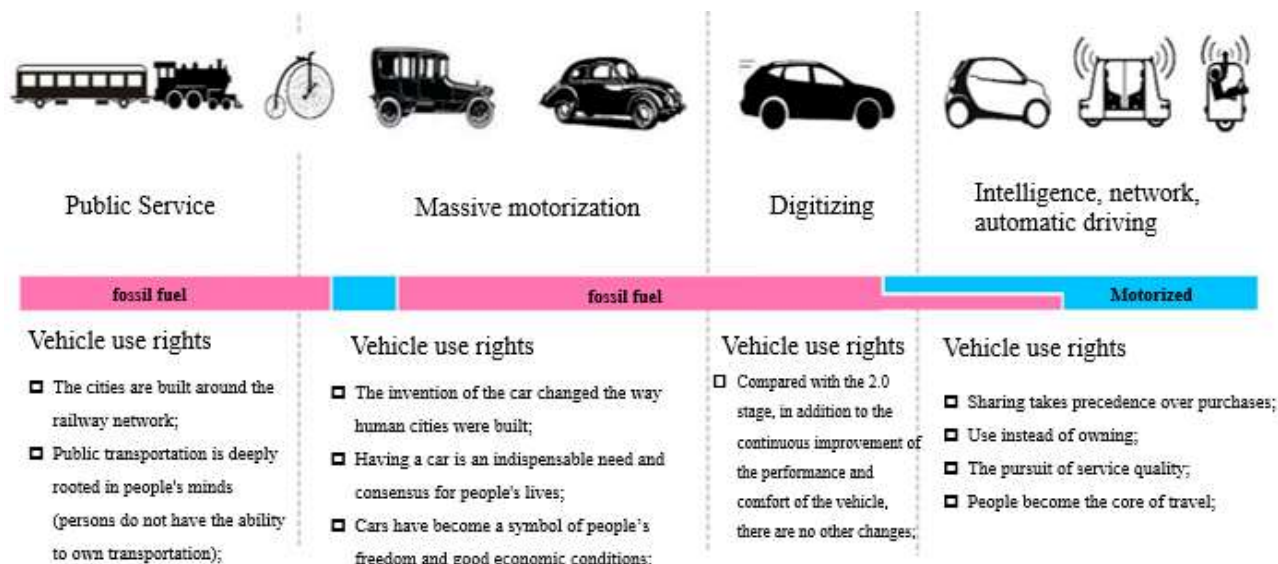 Public Service
Massive motorization
Digitizing
Intelligence, network,
automatic driving
fossil fuel
fossil fuel
Motorized
Vehicle use rights
The cities are built around the
railway network;
Public transportation is deeply
rooted in people's minds
(persons do not have the ability
to own transportation);
Vehicle use rights
The invention of the car changed the way
human cities were built;
Having a car is an indispensable need and
consensus for people's lives;
Cars have become a symbol of people's
freedom and good economic conditions;
Vehicle use rights
Compared with the 2.0
stage, in addition to the
continuous improvement of
the performance and
comfort of the vehicle,
there are no other changes;
Vehicle use rights
Sharing takes precedence over purchases;
Use instead of owning;
The pursuit of service quality;
People become the core of travel;